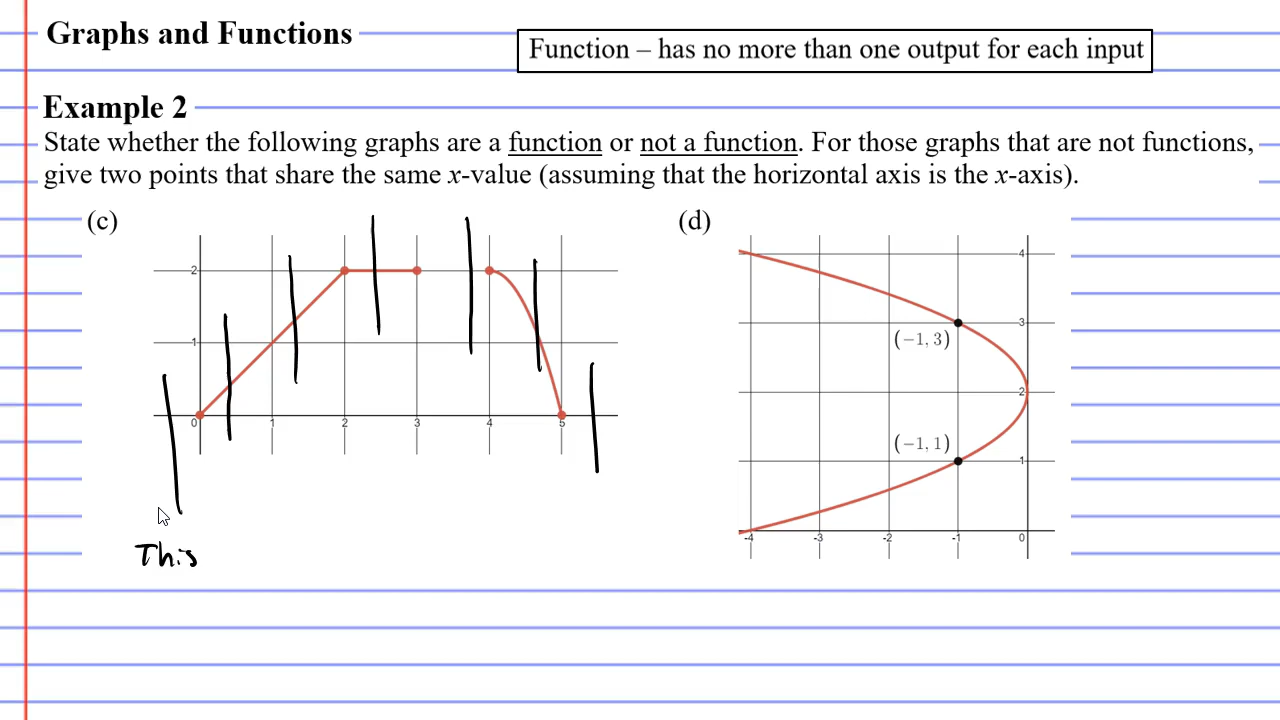 Graphs and Functions
Function – has no more than one output for each input
Example 2
State whether the following graphs are a function or not a function. For those graphs that are not functions,
give two points that share the same x-value (assuming that the horizontal axis is the x-axis).
(c)
2
1
0 1 2 3 4 5
This
(d)
4
3
(−1, 3)
2
(−1, 1)
1
-4 -3 -2 -1 0